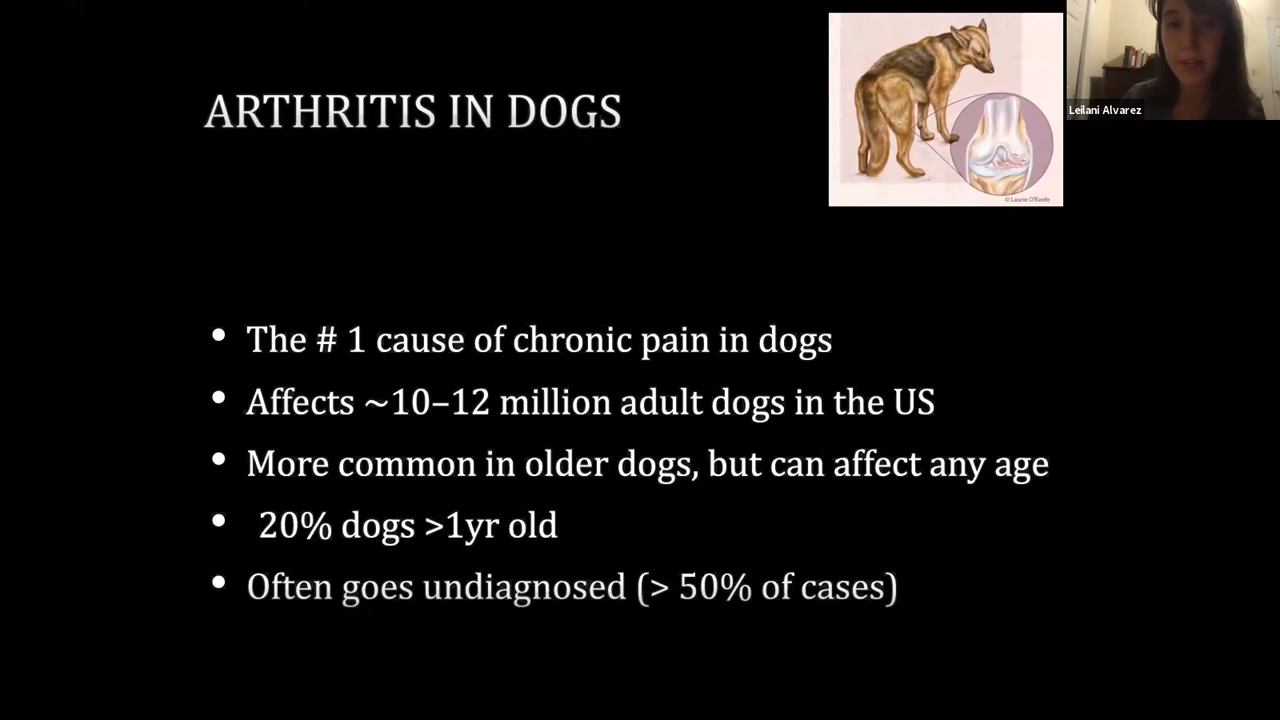 Leilani Alvarez
ARTHRITIS IN DOGS
© Laurie O'Keefe
• The # 1 cause of chronic pain in dogs
• Affects ~10–12 million adult dogs in the US
• More common in older dogs, but can affect any age
• 20% dogs >1yr old
• Often goes undiagnosed (> 50% of cases)